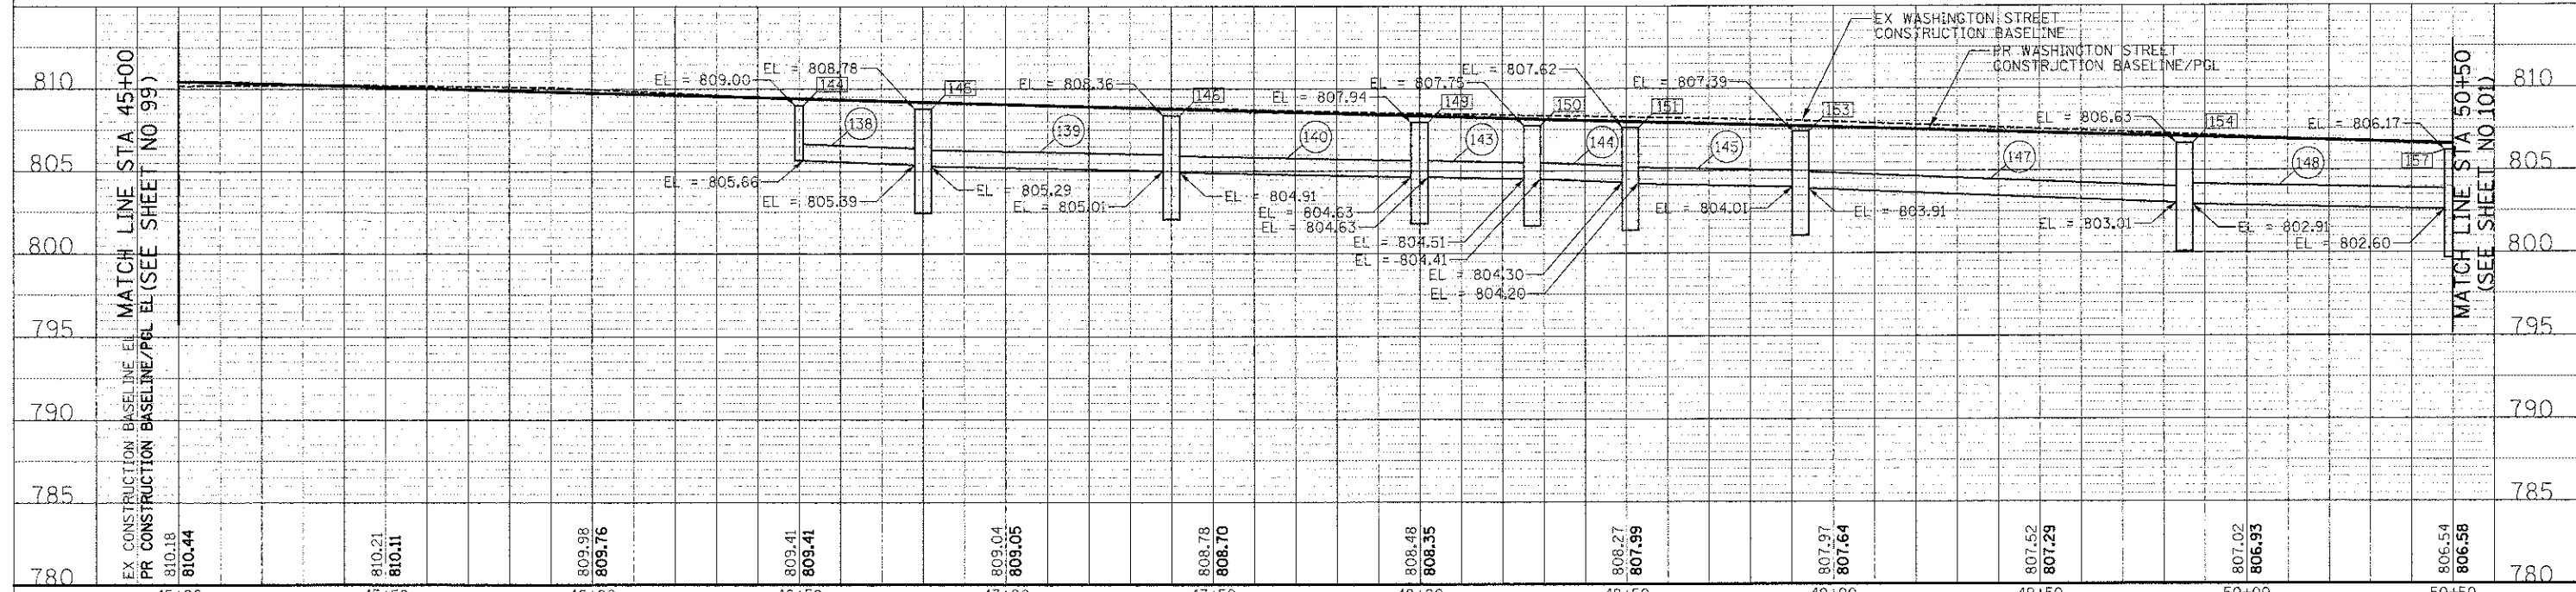 EX WASHINGTON STREET
CONSTRUCTION BASELINE
PR WASHINGTON STREET
CONSTRUCTION BASELINE/PGL
MATCH LINE STA 45+00
(SEE SHEET NO 99)
MATCH LINE STA 50+50
(SEE SHEET NO 101)
810
805
800
795
790
785
780
810
805
800
795
790
785
780
EL = 809.00
144
EL = 808.78
145
EL = 808.36
146
EL = 807.94
149
EL = 807.75
150
EL = 807.62
151
EL = 807.39
153
EL = 806.63
154
EL = 806.17
157
138
139
140
143
144
145
147
148
EL = 805.66
EL = 805.39
EL = 805.29
EL = 805.01
EL = 804.91
EL = 804.63
EL = 804.63
EL = 804.51
EL = 804.41
EL = 804.30
EL = 804.20
EL = 804.01
EL = 803.91
EL = 803.01
EL = 802.91
EL = 802.60
EX CONSTRUCTION BASELINE EL
PR CONSTRUCTION BASELINE/PGL EL
810.18
810.44
810.21
810.11
809.98
809.76
809.41
809.41
809.04
809.05
808.78
808.70
808.48
808.35
808.27
807.99
807.97
807.64
807.52
807.29
807.02
806.93
806.54
806.58